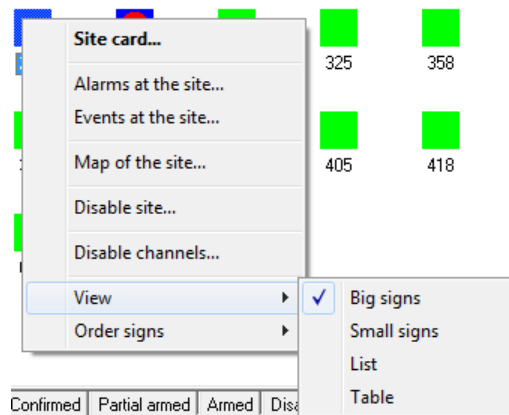 Site card...
325
358
Alarms at the site...
Events at the site...
Map of the site...
405
418
Disable site...
Disable channels...
View
Big signs
Order signs
Small signs
List
Table
Confirmed
Partial armed
Armed